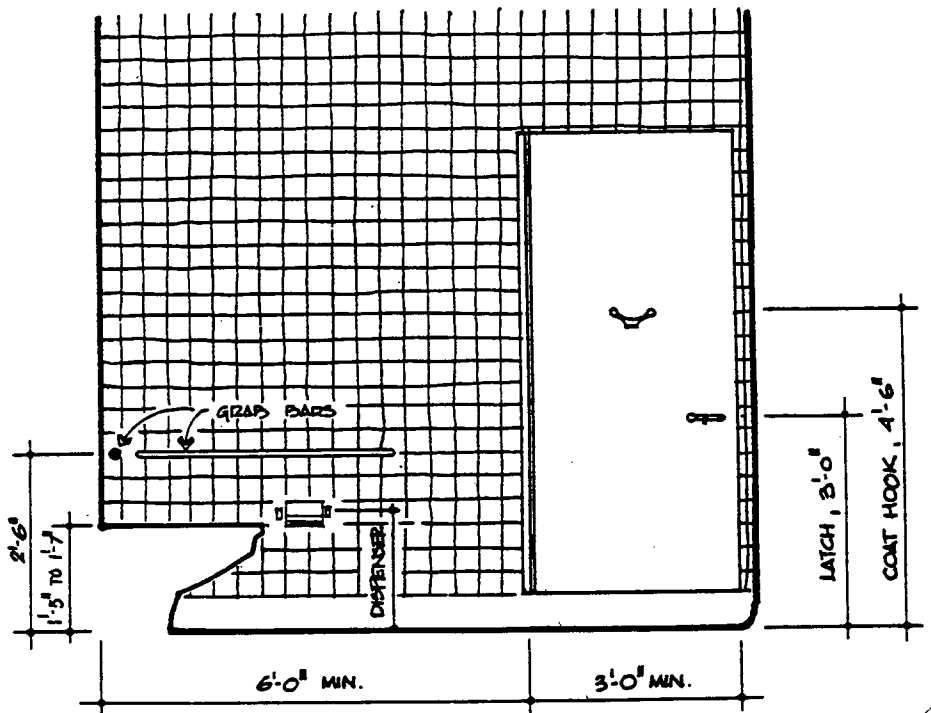 GRAB BARS
2'-6"
1'-5" TO 1'-7"
DISPENSER
LATCH, 3'-0"
COAT HOOK, 4'-6"
6'-0" MIN.
3'-0" MIN.